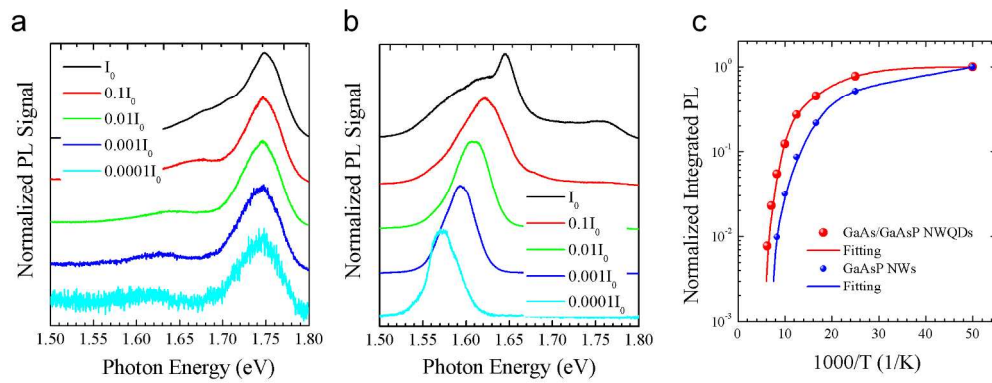 a
Normalized PL Signal
I₀
0.1I₀
0.01I₀
0.001I₀
0.0001I₀
1.50 1.55 1.60 1.65 1.70 1.75 1.80
Photon Energy (eV)
b
Normalized PL Signal
I₀
0.1I₀
0.01I₀
0.001I₀
0.0001I₀
1.50 1.55 1.60 1.65 1.70 1.75 1.80
Photon Energy (eV)
c
Normalized Integrated PL
10⁰
10⁻¹
10⁻²
10⁻³
GaAs/GaAsP NWQDs
Fitting
GaAsP NWs
Fitting
0 10 20 30 40 50
1000/T (1/K)